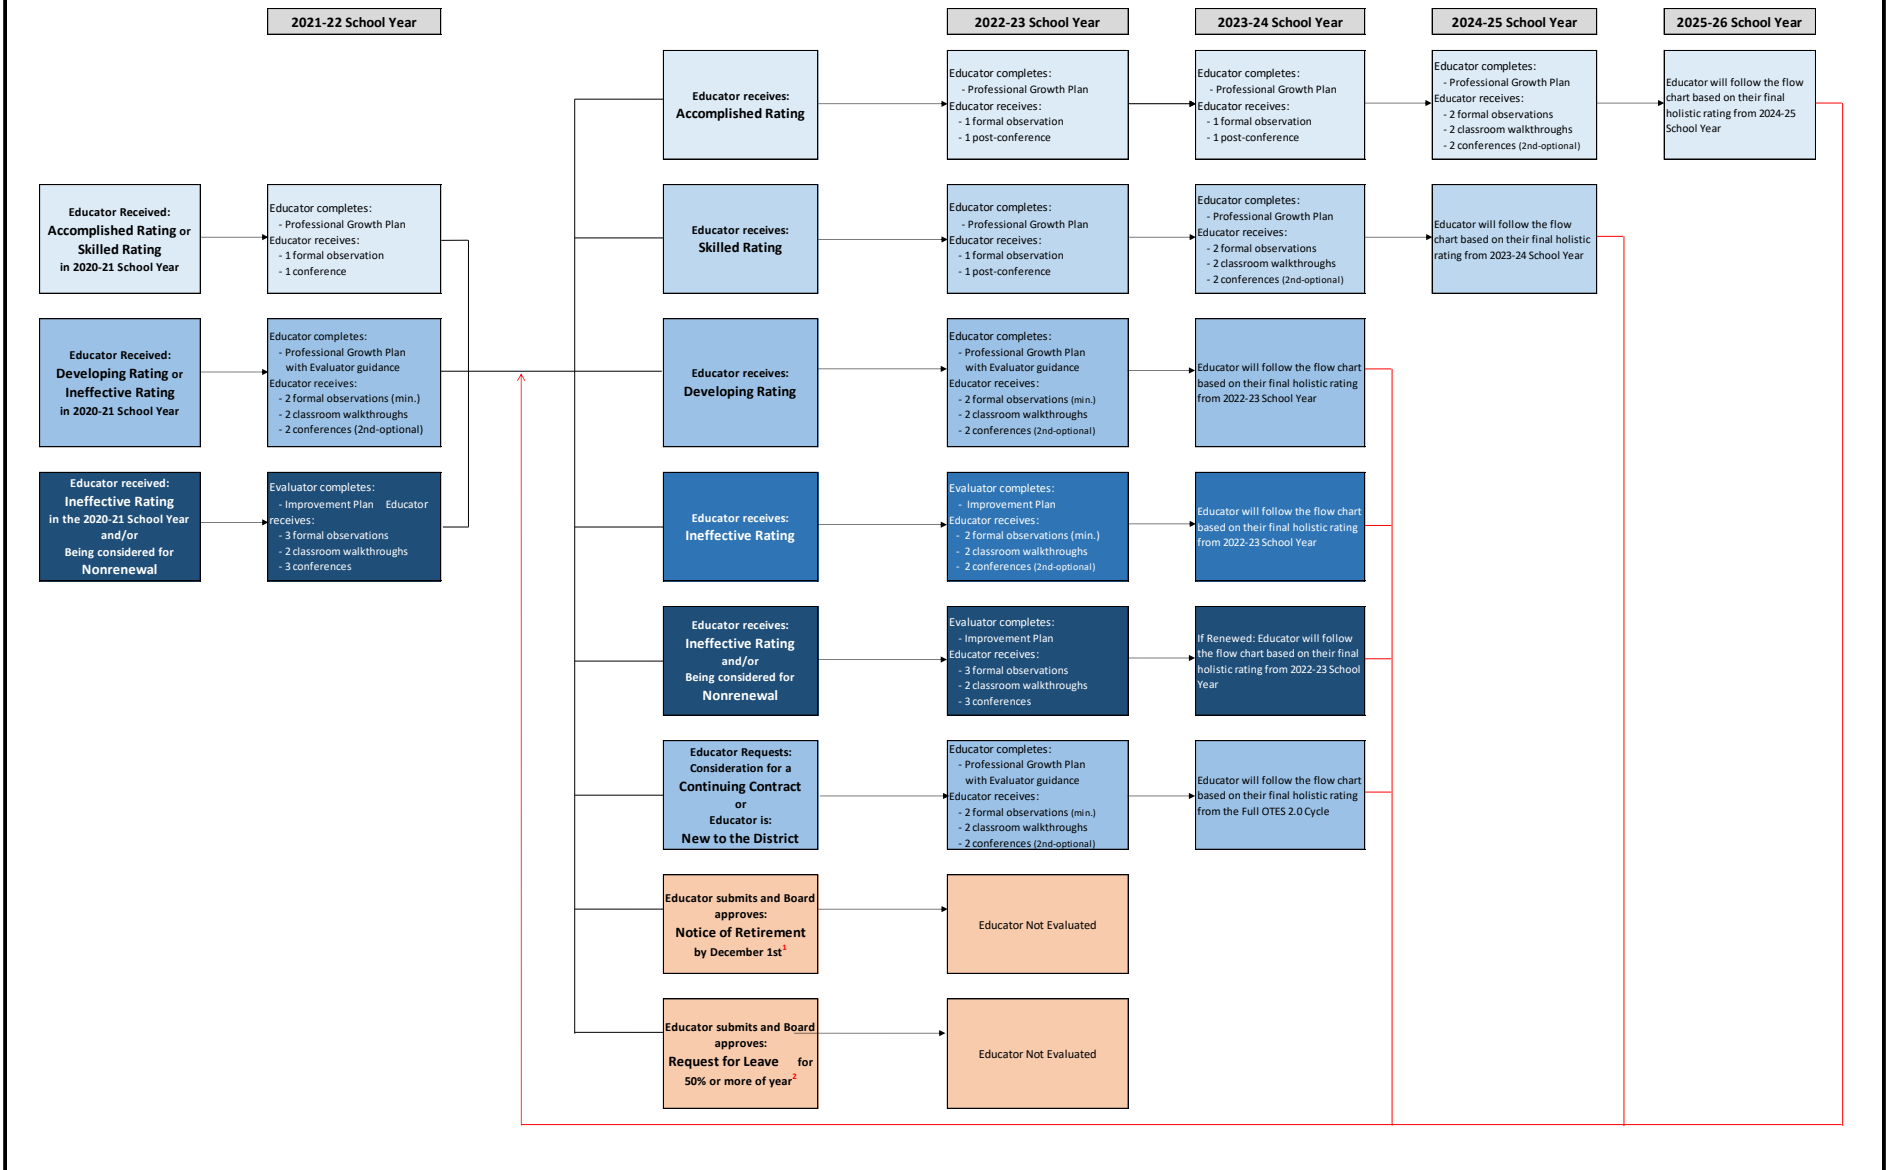 2021-22 School Year
2022-23 School Year
2023-24 School Year
2024-25 School Year
2025-26 School Year
Educator receives:
Accomplished Rating
Educator completes:
- Professional Growth Plan
Educator receives:
- 1 formal observation
- 1 post-conference
Educator completes:
- Professional Growth Plan
Educator receives:
- 1 formal observation
- 1 post-conference
Educator completes:
- Professional Growth Plan
Educator receives:
- 2 formal observations
- 2 classroom walkthroughs
- 2 conferences (2nd-optional)
Educator will follow the flow
chart based on their final
holistic rating from 2024-25
School Year
Educator Received:
Accomplished Rating or
Skilled Rating
in 2020-21 School Year
Educator completes:
- Professional Growth Plan
Educator receives:
- 1 formal observation
- 1 conference
Educator receives:
Skilled Rating
Educator completes:
- Professional Growth Plan
Educator receives:
- 1 formal observation
- 1 post-conference
Educator completes:
- Professional Growth Plan
Educator receives:
- 2 formal observations
- 2 classroom walkthroughs
- 2 conferences (2nd-optional)
Educator will follow the flow
chart based on their final holistic
rating from 2023-24 School Year
Educator Received:
Developing Rating or
Ineffective Rating
in 2020-21 School Year
Educator completes:
- Professional Growth Plan
with Evaluator guidance
Educator receives:
- 2 formal observations (min.)
- 2 classroom walkthroughs
- 2 conferences (2nd-optional)
Educator receives:
Developing Rating
Educator completes:
- Professional Growth Plan
with Evaluator guidance
Educator receives:
- 2 formal observations (min.)
- 2 classroom walkthroughs
- 2 conferences (2nd-optional)
Educator will follow the flow chart
based on their final holistic rating
from 2022-23 School Year
Educator received:
Ineffective Rating
in the 2020-21 School Year
and/or
Being considered for
Nonrenewal
Evaluator completes:
- Improvement Plan Educator
receives:
- 3 formal observations
- 2 classroom walkthroughs
- 3 conferences
Educator receives:
Ineffective Rating
Evaluator completes:
- Improvement Plan
Educator receives:
- 2 formal observations (min.)
- 2 classroom walkthroughs
- 2 conferences (2nd-optional)
Educator will follow the flow chart
based on their final holistic rating
from 2022-23 School Year
Educator receives:
Ineffective Rating
and/or
Being considered for
Nonrenewal
Evaluator completes:
- Improvement Plan
Educator receives:
- 3 formal observations
- 2 classroom walkthroughs
- 3 conferences
If Renewed: Educator will follow
the flow chart based on their final
holistic rating from 2022-23 School
Year
Educator Requests:
Consideration for a
Continuing Contract
or
Educator is:
New to the District
Educator completes:
- Professional Growth Plan
with Evaluator guidance
Educator receives:
- 2 formal observations (min.)
- 2 classroom walkthroughs
- 2 conferences (2nd-optional)
Educator will follow the flow chart
based on their final holistic rating
from the Full OTES 2.0 Cycle
Educator submits and Board
approves:
Notice of Retirement
by December 1st1
Educator Not Evaluated
Educator submits and Board
approves:
Request for Leave for
50% or more of year2
Educator Not Evaluated